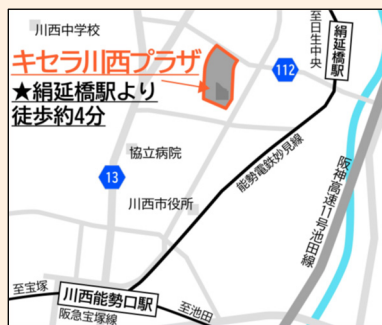 川西中学校
至日生中央
絹延橋駅
キセラ川西プラザ
★絹延橋駅より
徒歩約4分
112
協立病院
13
能勢電鉄妙見線
阪神高速11号池田線
川西市役所
至宝塚
川西能勢口駅
阪急宝塚線
至池田